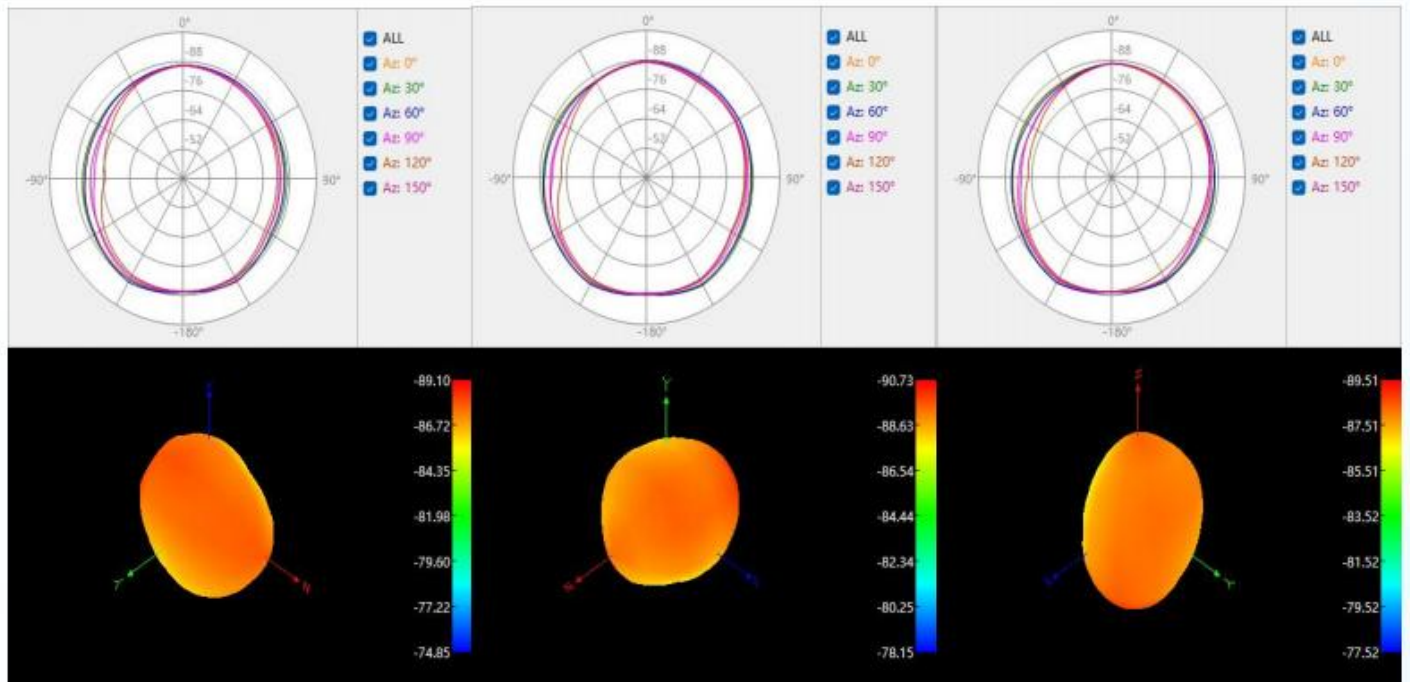 0°
-88
-76
-64
-52
-90°
90°
-180°
ALL
Az: 0°
Az: 30°
Az: 60°
Az: 90°
Az: 120°
Az: 150°
0°
-88
-76
-64
-52
-90°
90°
-180°
ALL
Az: 0°
Az: 30°
Az: 60°
Az: 90°
Az: 120°
Az: 150°
0°
-88
-76
-64
-52
-90°
90°
-180°
ALL
Az: 0°
Az: 30°
Az: 60°
Az: 90°
Az: 120°
Az: 150°
-89.10
-86.72
-84.35
-81.98
-79.60
-77.22
-74.85
Y
Y
-90.73
-88.63
-86.54
-84.44
-82.34
-80.25
-78.15
Y
-89.51
-87.51
-85.51
-83.52
-81.52
-79.52
-77.52